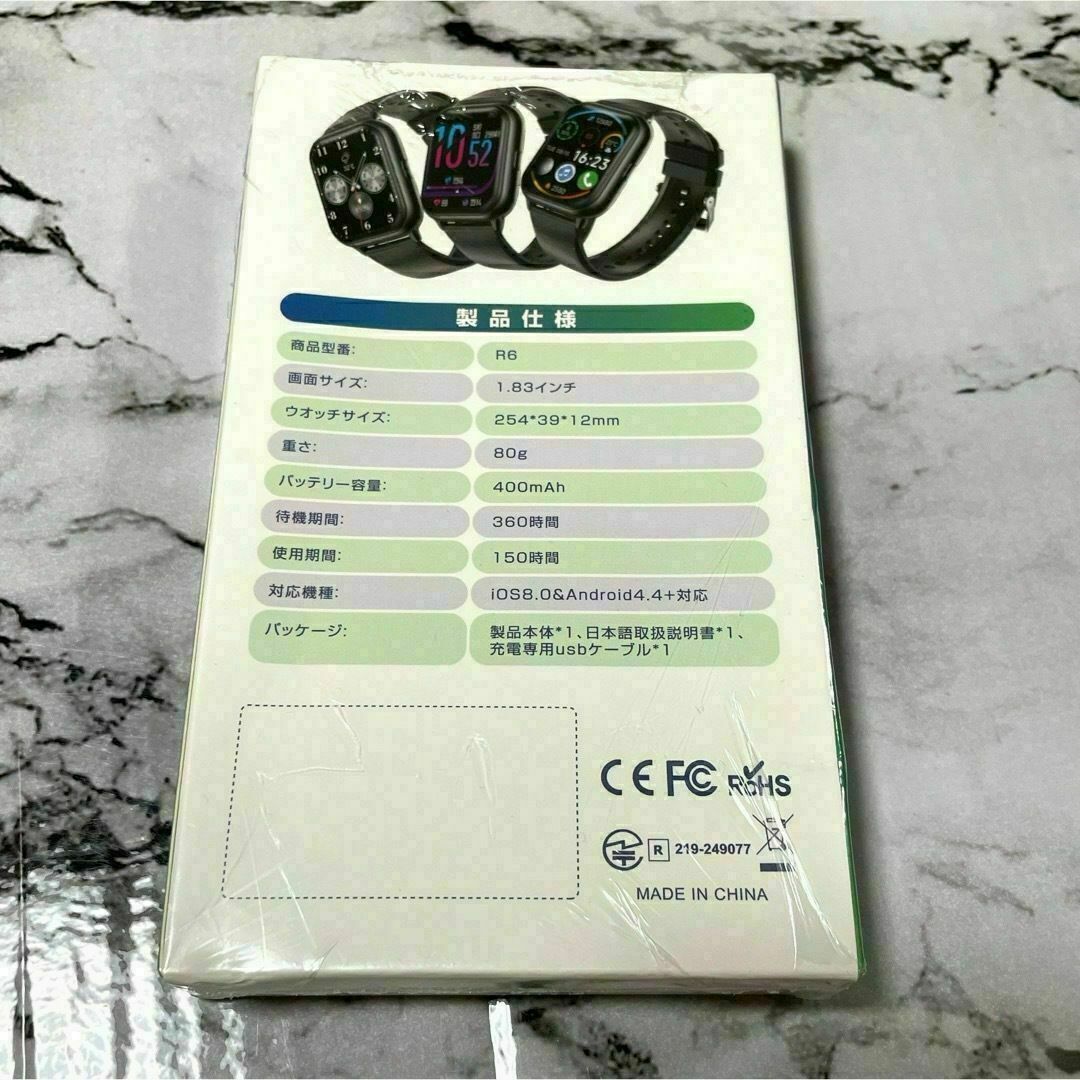 10 52
16:23
製品仕様
商品型番: R6
画面サイズ: 1.83インチ
ウオッチサイズ: 254*39*12mm
重さ: 80g
バッテリー容量: 400mAh
待機期間: 360時間
使用期間: 150時間
対応機種: iOS8.0&Android4.4+対応
パッケージ: 製品本体*1、日本語取扱説明書*1、
充電専用usbケーブル*1
CE FC RoHS
R 219-249077
MADE IN CHINA